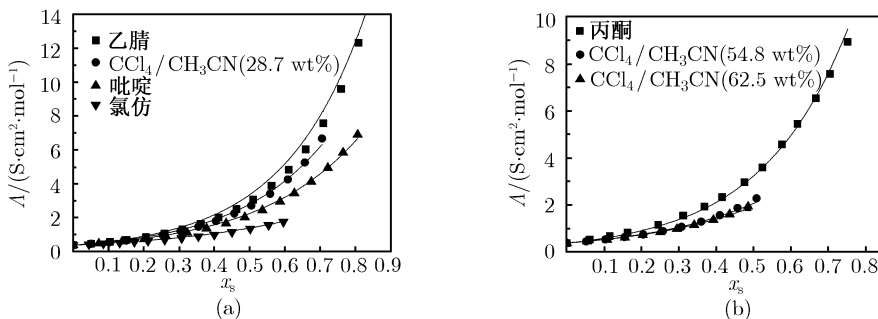 14
12
10
8
6
4
2
0
Λ/(S·cm²·mol⁻¹)
乙腈
CCl₄/CH₃CN(28.7 wt%)
吡啶
氯仿
0.1 0.2 0.3 0.4 0.5 0.6 0.7 0.8 0.9
xₛ
(a)
10
8
6
4
2
0
Λ/(S·cm²·mol⁻¹)
丙酮
CCl₄/CH₃CN(54.8 wt%)
CCl₄/CH₃CN(62.5 wt%)
0.1 0.2 0.3 0.4 0.5 0.6 0.7 0.8
xₛ
(b)